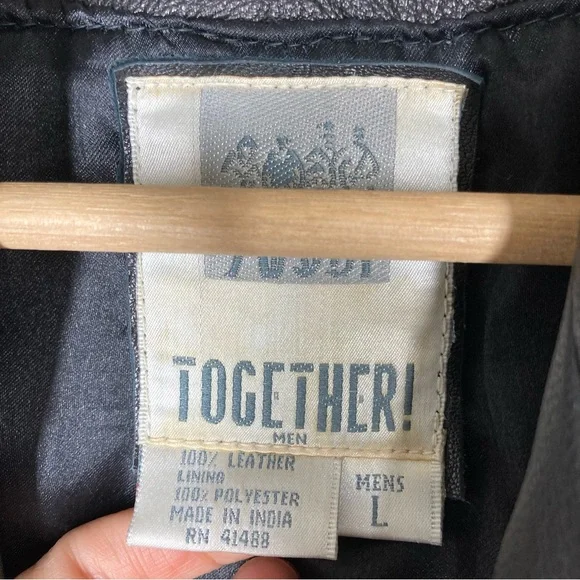 TOGETHER!
MEN
100% LEATHER
LINING
100% POLYESTER
MADE IN INDIA
RN 41488
MENS
L